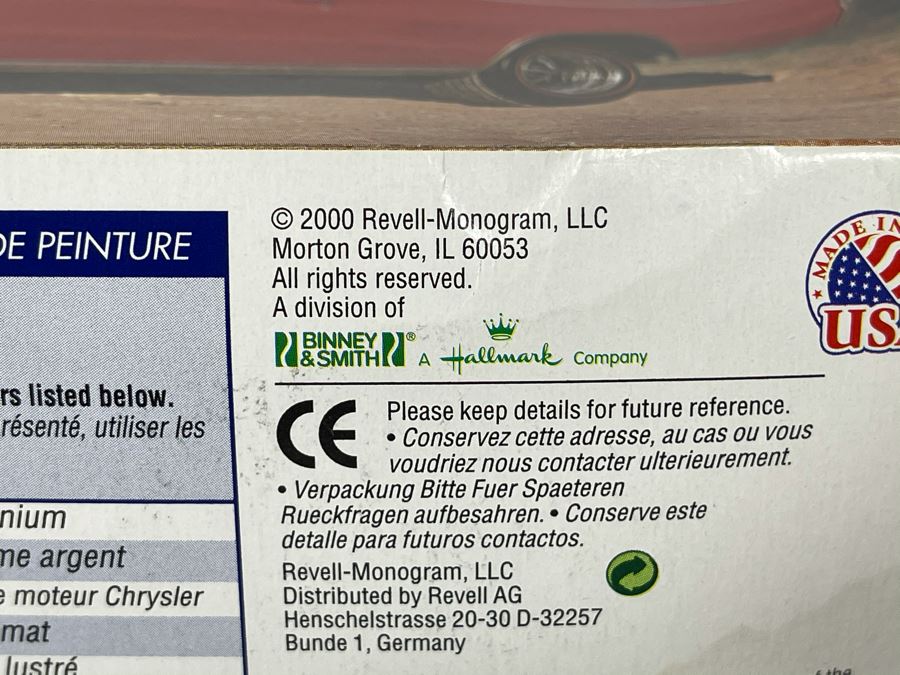 DE PEINTURE
rs listed below.
résenté, utiliser les
nium
me argent
e moteur Chrysler
mat
lustré
© 2000 Revell-Monogram, LLC
Morton Grove, IL 60053
All rights reserved.
A division of
BINNEY
& SMITH® A Hallmark Company
CE
Please keep details for future reference.
• Conservez cette adresse, au cas ou vous
voudriez nous contacter ulterieurement.
• Verpackung Bitte Fuer Spaeteren
Rueckfragen aufbesahren. • Conserve este
detalle para futuros contactos.
Revell-Monogram, LLC
Distributed by Revell AG
Henschelstrasse 20-30 D-32257
Bunde 1, Germany
MADE IN
USA
of the